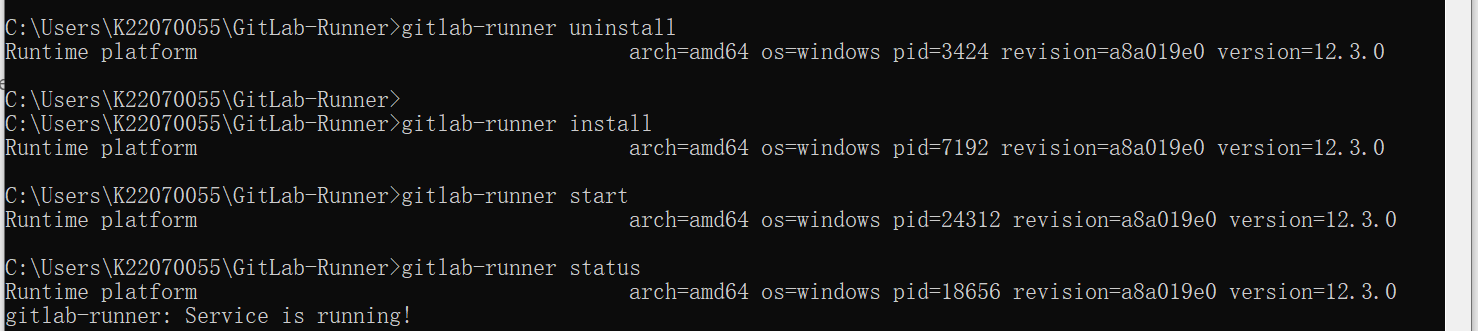 C:\Users\K22070055\GitLab-Runner>gitlab-runner uninstall
Runtime platform                                    arch=amd64 os=windows pid=3424 revision=a8a019e0 version=12.3.0
C:\Users\K22070055\GitLab-Runner>
C:\Users\K22070055\GitLab-Runner>gitlab-runner install
Runtime platform                                    arch=amd64 os=windows pid=7192 revision=a8a019e0 version=12.3.0
C:\Users\K22070055\GitLab-Runner>gitlab-runner start
Runtime platform                                    arch=amd64 os=windows pid=24312 revision=a8a019e0 version=12.3.0
C:\Users\K22070055\GitLab-Runner>gitlab-runner status
Runtime platform                                    arch=amd64 os=windows pid=18656 revision=a8a019e0 version=12.3.0
gitlab-runner: Service is running!